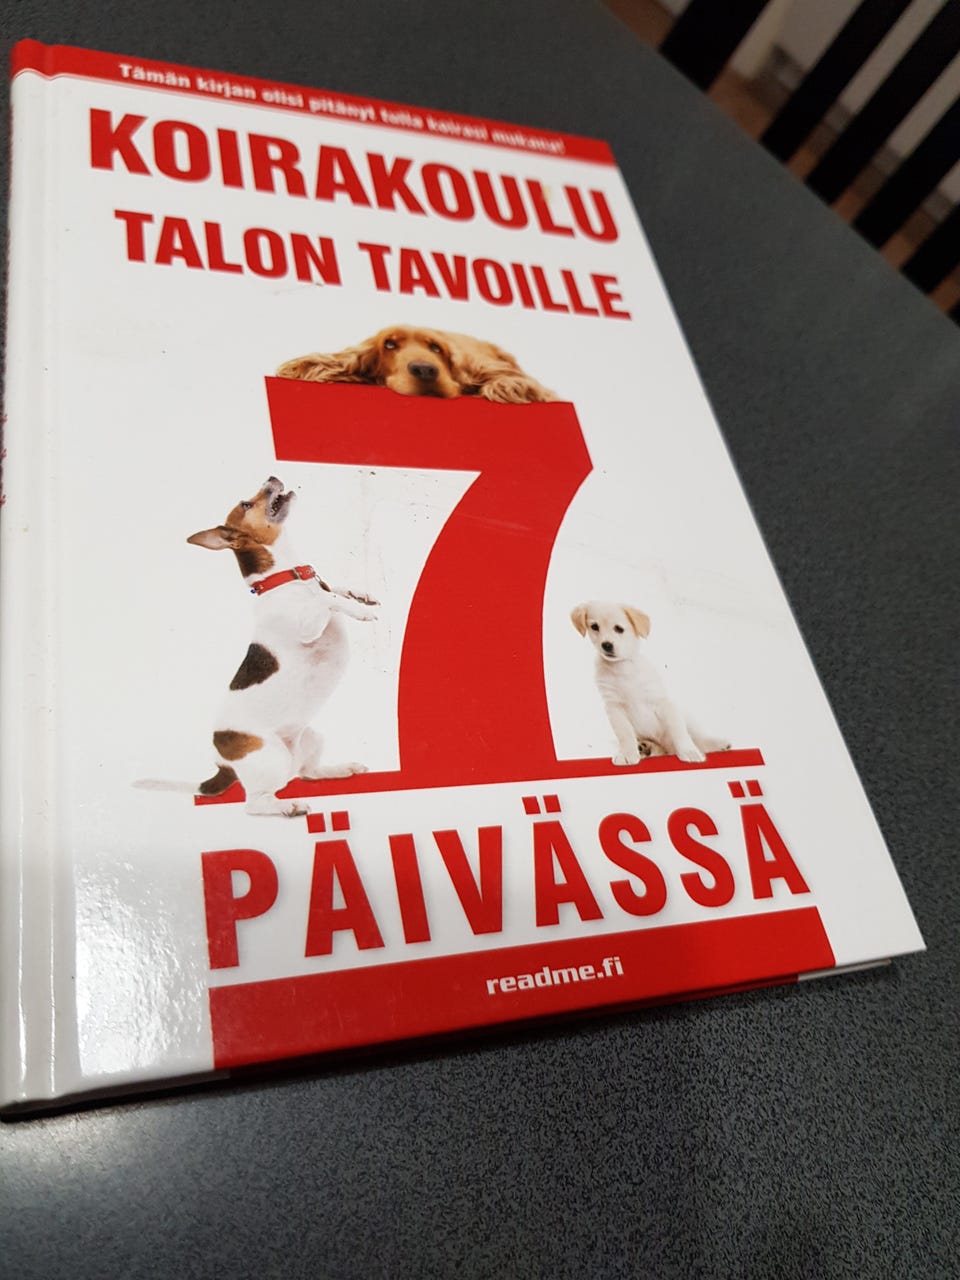 Tämän kirjan olisi pitänyt tulla koirasi mukana!
KOIRAKOULU
TALON TAVOILLE
7
PÄIVÄSSÄ
readme.fi